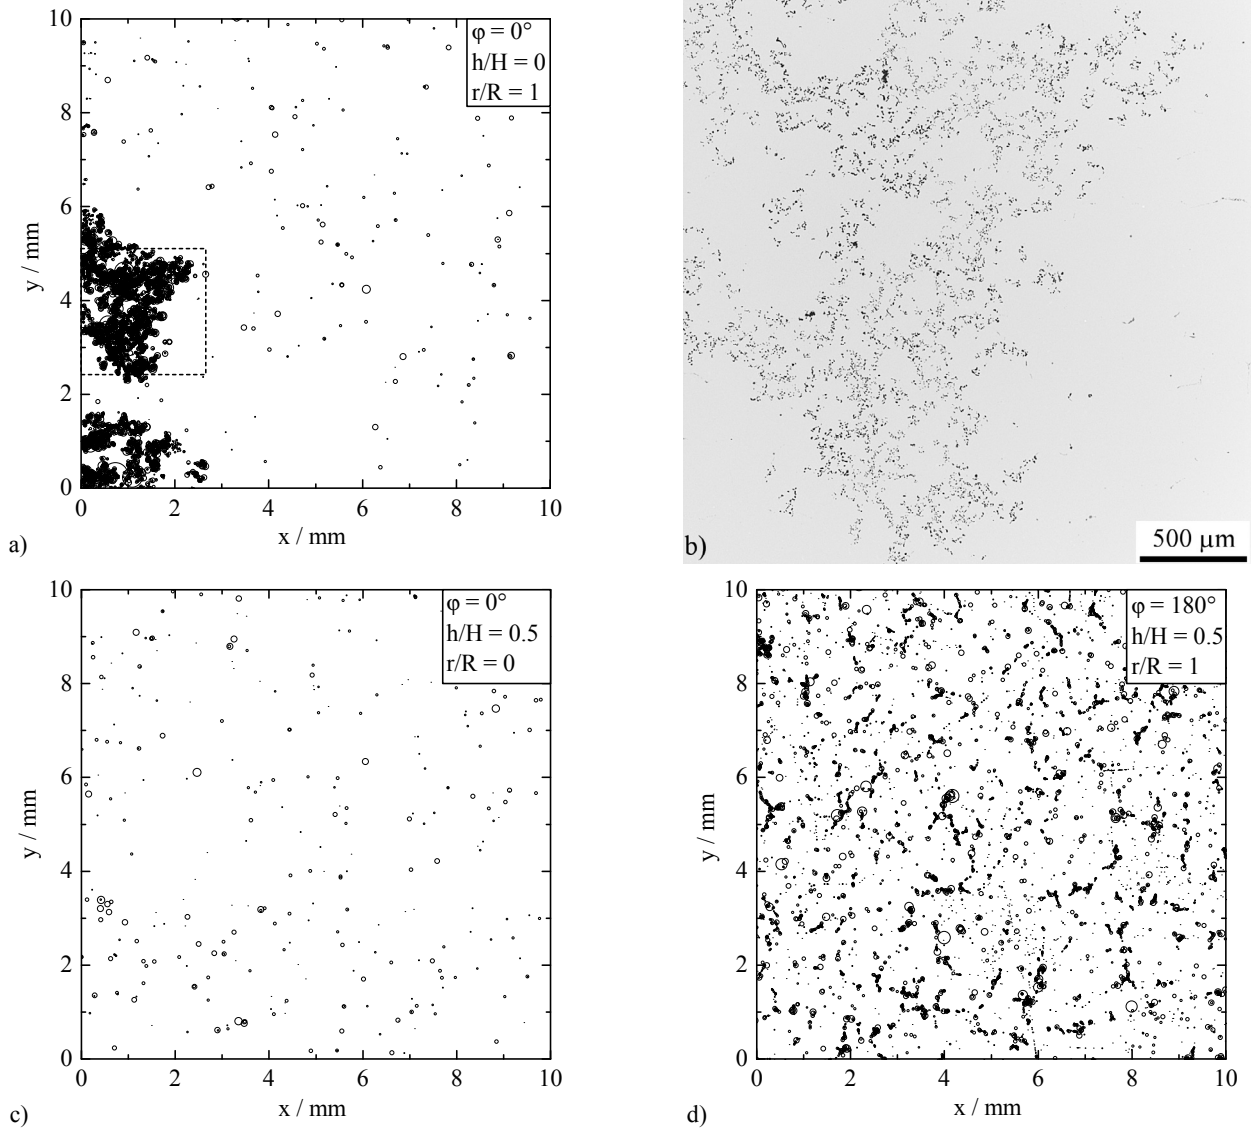 10
8
6
4
2
0
y / mm
φ = 0°
h/H = 0
r/R = 1
0 2 4 6 8 10
x / mm
a)
b)
500 μm
10
8
6
4
2
0
y / mm
φ = 0°
h/H = 0.5
r/R = 0
0 2 4 6 8 10
x / mm
c)
10
8
6
4
2
0
y / mm
φ = 180°
h/H = 0.5
r/R = 1
0 2 4 6 8 10
x / mm
d)